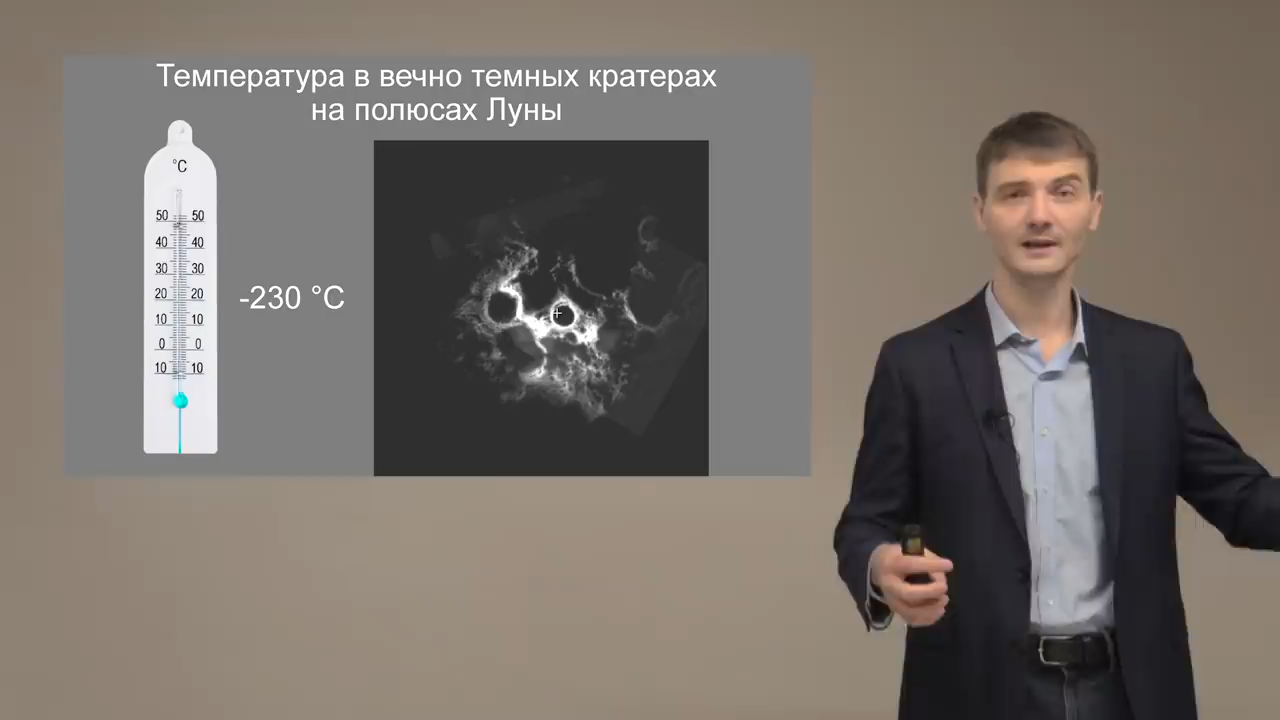 Температура в вечно темных кратерах
на полюсах Луны
°C
50 50
40 40
30 30
20 20
10 10
0 0
10 10
-230 °C